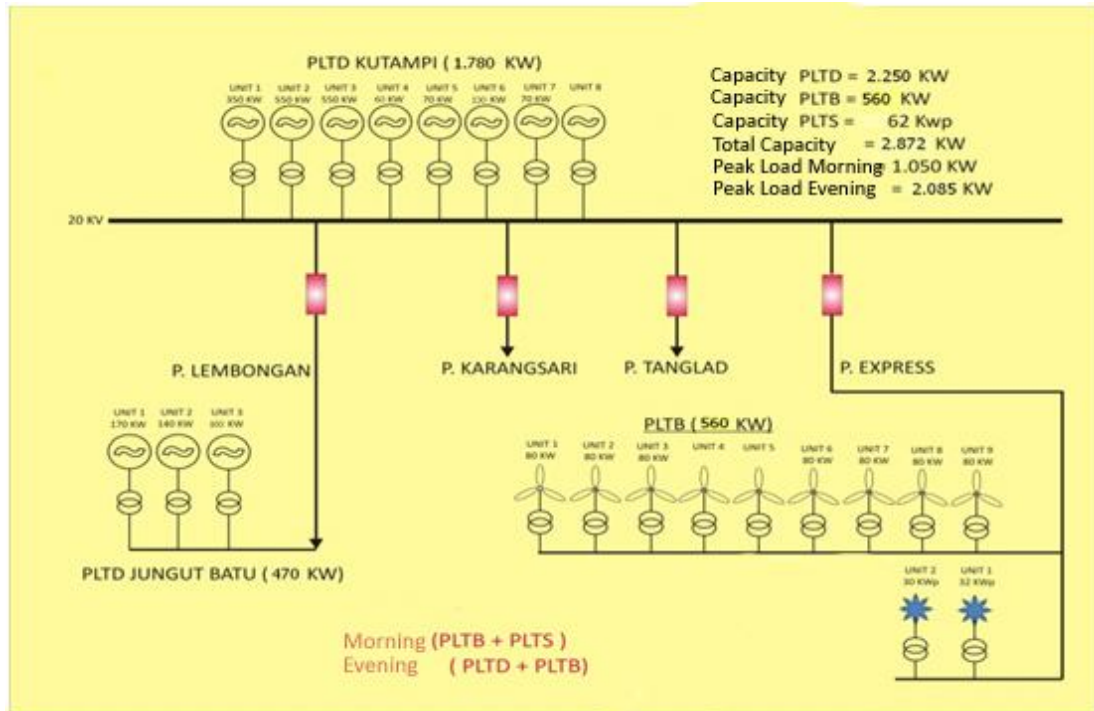 PLTD KUTAMPI ( 1.780 KW)
UNIT 1 UNIT 2 UNIT 3 UNIT 4 UNIT 5 UNIT 6 UNIT 7 UNIT 8
350 KW 550 KW 550 KW 60 KW 70 KW KW 70 KW
Capacity PLTD = 2.250 KW
Capacity PLTB = 560 KW
Capacity PLTS = 62 Kwp
Total Capacity = 2.872 KW
Peak Load Morning = 1.050 KW
Peak Load Evening = 2.085 KW
20 KV
P. LEMBONGAN
P. KARANGSARI
P. TANGLAD
P. EXPRESS
UNIT 1 UNIT 2 UNIT 3
170 KW 140 KW KW
PLTD JUNGUT BATU ( 470 KW)
PLTB ( 560 KW)
UNIT 1 UNIT 2 UNIT 3 UNIT 4 UNIT 5 UNIT 6 UNIT 7 UNIT 8 UNIT 9
80 KW 80 KW 80 KW 80 KW 80 KW 80 KW 80 KW
UNIT 2 UNIT 1
30 KWp 32 KWp
Morning (PLTB + PLTS )
Evening ( PLTD + PLTB)